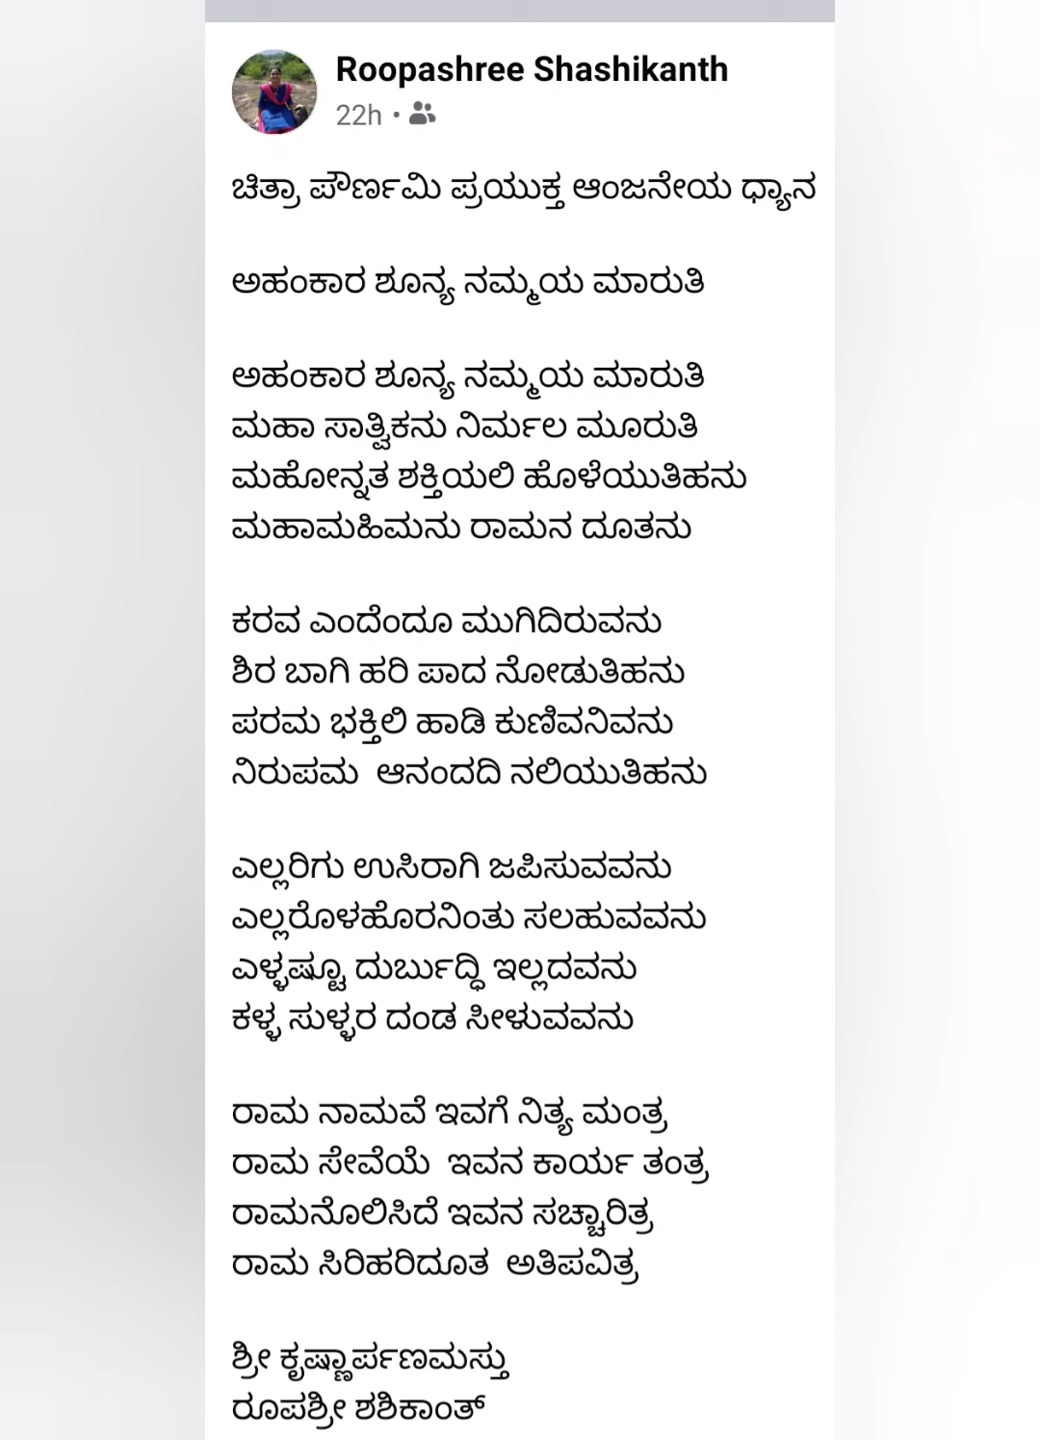 Roopashree Shashikanth
22h •
ಚಿತ್ರಾ ಪೌರ್ಣಮಿ ಪ್ರಯುಕ್ತ ಆಂಜನೇಯ ಧ್ಯಾನ
ಅಹಂಕಾರ ಶೂನ್ಯ ನಮ್ಮಯ ಮಾರುತಿ
ಅಹಂಕಾರ ಶೂನ್ಯ ನಮ್ಮಯ ಮಾರುತಿ
ಮಹಾ ಸಾತ್ವಿಕನು ನಿರ್ಮಲ ಮೂರುತಿ
ಮಹೋನ್ನತ ಶಕ್ತಿಯಲಿ ಹೊಳೆಯುತಿಹನು
ಮಹಾಮಹಿಮನು ರಾಮನ ದೂತನು
ಕರವ ಎಂದೆಂದೂ ಮುಗಿದಿರುವನು
ಶಿರ ಬಾಗಿ ಹರಿ ಪಾದ ನೋಡುತಿಹನು
ಪರಮ ಭಕ್ತಿಲಿ ಹಾಡಿ ಕುಣಿವನಿವನು
ನಿರುಪಮ ಆನಂದದಿ ನಲಿಯುತಿಹನು
ಎಲ್ಲರಿಗು ಉಸಿರಾಗಿ ಜಪಿಸುವವನು
ಎಲ್ಲರೊಳಹೊರನಿಂತು ಸಲಹುವವನು
ಎಳ್ಳಷ್ಟೂ ದುರ್ಬುದ್ಧಿ ಇಲ್ಲದವನು
ಕಳ್ಳ ಸುಳ್ಳರ ದಂಡ ಸೀಳುವವನು
ರಾಮ ನಾಮವೆ ಇವಗೆ ನಿತ್ಯ ಮಂತ್ರ
ರಾಮ ಸೇವೆಯೆ ಇವನ ಕಾರ್ಯ ತಂತ್ರ
ರಾಮನೊಲಿಸಿದೆ ಇವನ ಸಚ್ಚಾರಿತ್ರ
ರಾಮ ಸಿರಿಹರಿದೂತ ಅತಿಪವಿತ್ರ
ಶ್ರೀ ಕೃಷ್ಣಾರ್ಪಣಮಸ್ತು
ರೂಪಶ್ರೀ ಶಶಿಕಾಂತ್